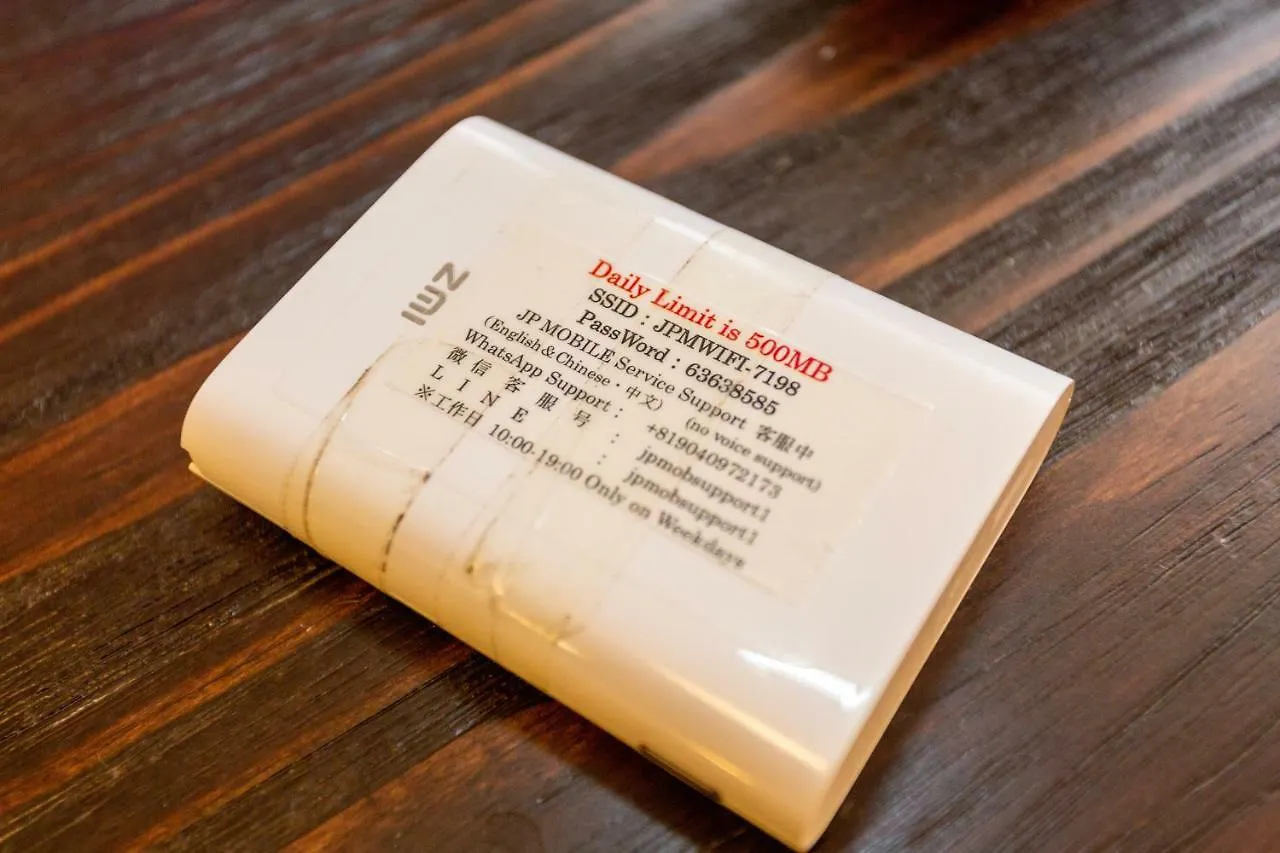 Daily Limit is 500MB
SSID : JPMWIFI-7198
PassWord : 63638585
JP MOBILE Service Support 客服中
(English & Chinese・中文) (no voice support)
WhatsApp Support : +819040972173
微信客服号 : jpmobsupport1
LINE : jpmobsupport1
※工作日 10:00-19:00 Only on Weekdays